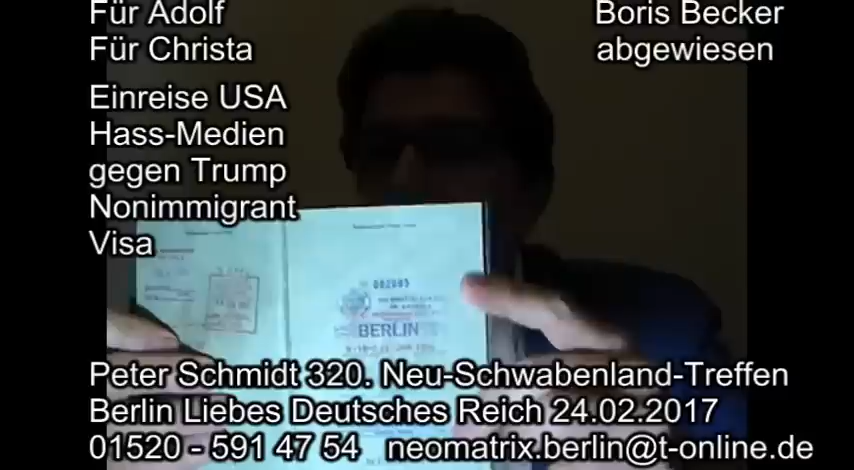 Für Adolf
Für Christa
Boris Becker
abgewiesen
Einreise USA
Hass-Medien
gegen Trump
Nonimmigrant
Visa
082085
BERLIN
Peter Schmidt 320. Neu-Schwabenland-Treffen
Berlin Liebes Deutsches Reich 24.02.2017
01520 - 591 47 54   neomatrix.berlin@t-online.de